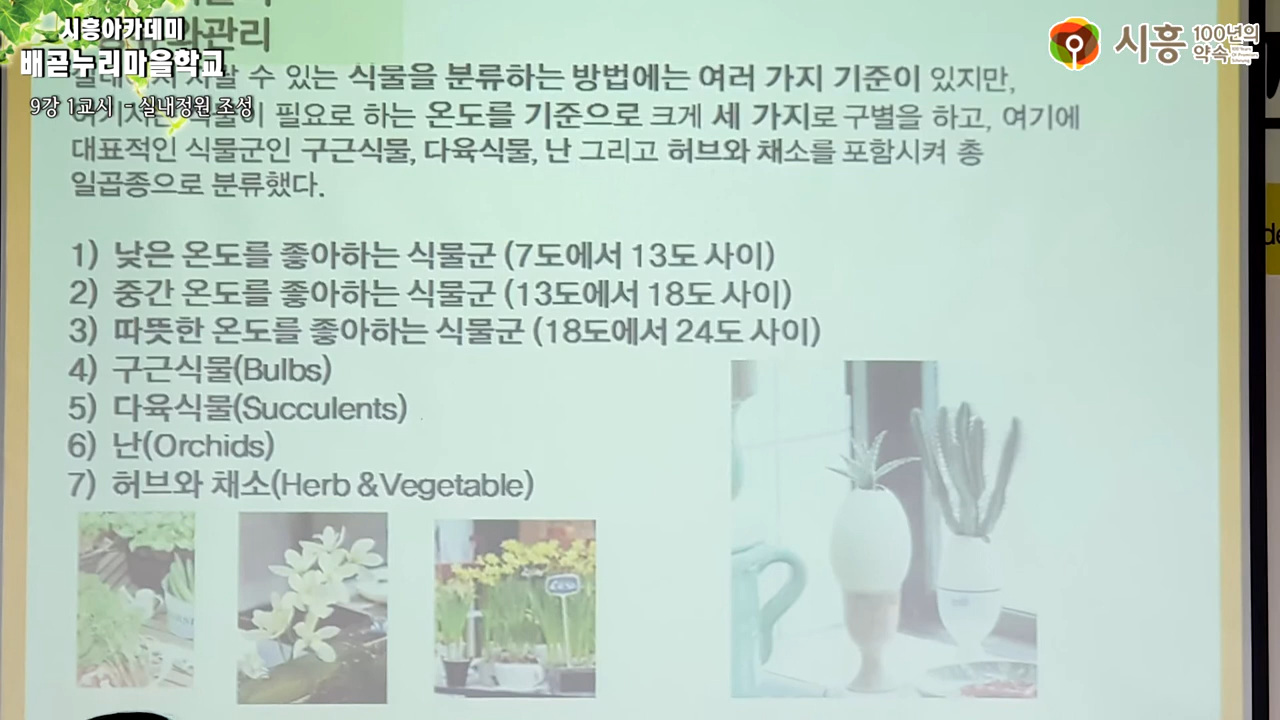 시흥아카데미
배곧누리마을학교
9강 1교시 - 실내정원 조성
시흥 100년의 약속
관리
수 있는 식물을 분류하는 방법에는 여러 가지 기준이 있지만,
필요로 하는 온도를 기준으로 크게 세 가지로 구별을 하고, 여기에
대표적인 식물군인 구근식물, 다육식물, 난 그리고 허브와 채소를 포함시켜 총
일곱종으로 분류했다.
1) 낮은 온도를 좋아하는 식물군 (7도에서 13도 사이)
2) 중간 온도를 좋아하는 식물군 (13도에서 18도 사이)
3) 따뜻한 온도를 좋아하는 식물군 (18도에서 24도 사이)
4) 구근식물(Bulbs)
5) 다육식물(Succulents)
6) 난(Orchids)
7) 허브와 채소(Herb &Vegetable)